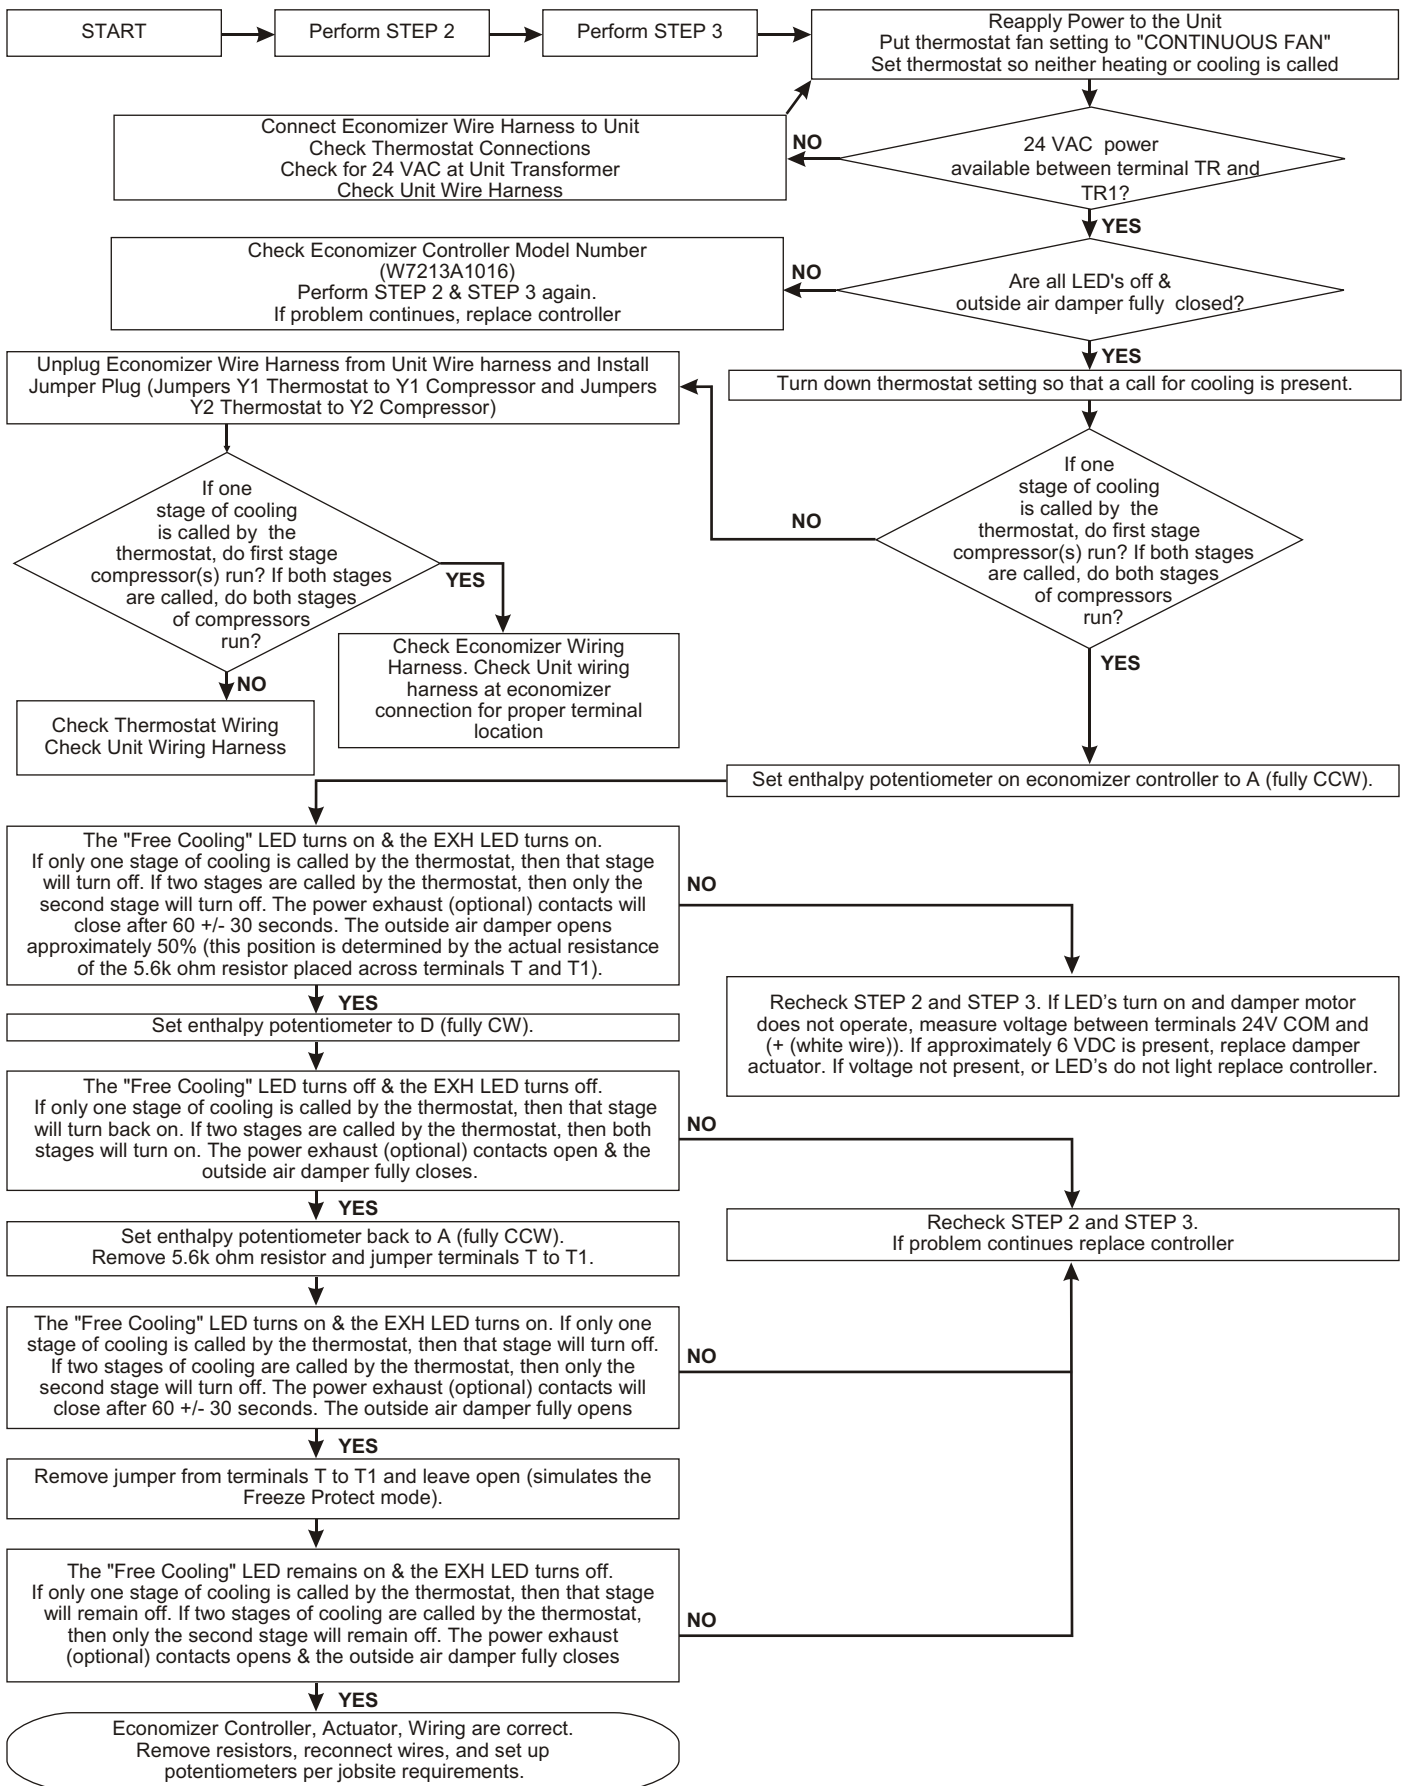 START
Perform STEP 2
Perform STEP 3
Reapply Power to the Unit
Put thermostat fan setting to "CONTINUOUS FAN"
Set thermostat so neither heating or cooling is called
Connect Economizer Wire Harness to Unit
Check Thermostat Connections
Check for 24 VAC at Unit Transformer
Check Unit Wire Harness
NO
24 VAC power
available between terminal TR and
TR1?
YES
Check Economizer Controller Model Number
(W7213A1016)
Perform STEP 2 & STEP 3 again.
If problem continues, replace controller
NO
Are all LED's off &
outside air damper fully closed?
YES
Unplug Economizer Wire Harness from Unit Wire harness and Install
Jumper Plug (Jumpers Y1 Thermostat to Y1 Compressor and Jumpers
Y2 Thermostat to Y2 Compressor)
Turn down thermostat setting so that a call for cooling is present.
If one
stage of cooling
is called by the
thermostat, do first stage
compressor(s) run? If both stages
are called, do both stages
of compressors
run?
YES
NO
Check Economizer Wiring
Harness. Check Unit wiring
harness at economizer
connection for proper terminal
location
Check Thermostat Wiring
Check Unit Wiring Harness
NO
If one
stage of cooling
is called by the
thermostat, do first stage
compressor(s) run? If both stages
are called, do both stages
of compressors
run?
YES
Set enthalpy potentiometer on economizer controller to A (fully CCW).
The "Free Cooling" LED turns on & the EXH LED turns on.
If only one stage of cooling is called by the thermostat, then that stage
will turn off. If two stages are called by the thermostat, then only the
second stage will turn off. The power exhaust (optional) contacts will
close after 60 +/- 30 seconds. The outside air damper opens
approximately 50% (this position is determined by the actual resistance
of the 5.6k ohm resistor placed across terminals T and T1).
NO
YES
Recheck STEP 2 and STEP 3. If LED’s turn on and damper motor
does not operate, measure voltage between terminals 24V COM and
(+ (white wire)). If approximately 6 VDC is present, replace damper
actuator. If voltage not present, or LED’s do not light replace controller.
Set enthalpy potentiometer to D (fully CW).
The "Free Cooling" LED turns off & the EXH LED turns off.
If only one stage of cooling is called by the thermostat, then that stage
will turn back on. If two stages are called by the thermostat, then both
stages will turn on. The power exhaust (optional) contacts open & the
outside air damper fully closes.
NO
YES
Recheck STEP 2 and STEP 3.
If problem continues replace controller
Set enthalpy potentiometer back to A (fully CCW).
Remove 5.6k ohm resistor and jumper terminals T to T1.
The "Free Cooling" LED turns on & the EXH LED turns on. If only one
stage of cooling is called by the thermostat, then that stage will turn off.
If two stages of cooling are called by the thermostat, then only the
second stage will turn off. The power exhaust (optional) contacts will
close after 60 +/- 30 seconds. The outside air damper fully opens
NO
YES
Remove jumper from terminals T to T1 and leave open (simulates the
Freeze Protect mode).
The "Free Cooling" LED remains on & the EXH LED turns off.
If only one stage of cooling is called by the thermostat, then that stage
will remain off. If two stages of cooling are called by the thermostat,
then only the second stage will remain off. The power exhaust
(optional) contacts opens & the outside air damper fully closes
NO
YES
Economizer Controller, Actuator, Wiring are correct.
Remove resistors, reconnect wires, and set up
potentiometers per jobsite requirements.